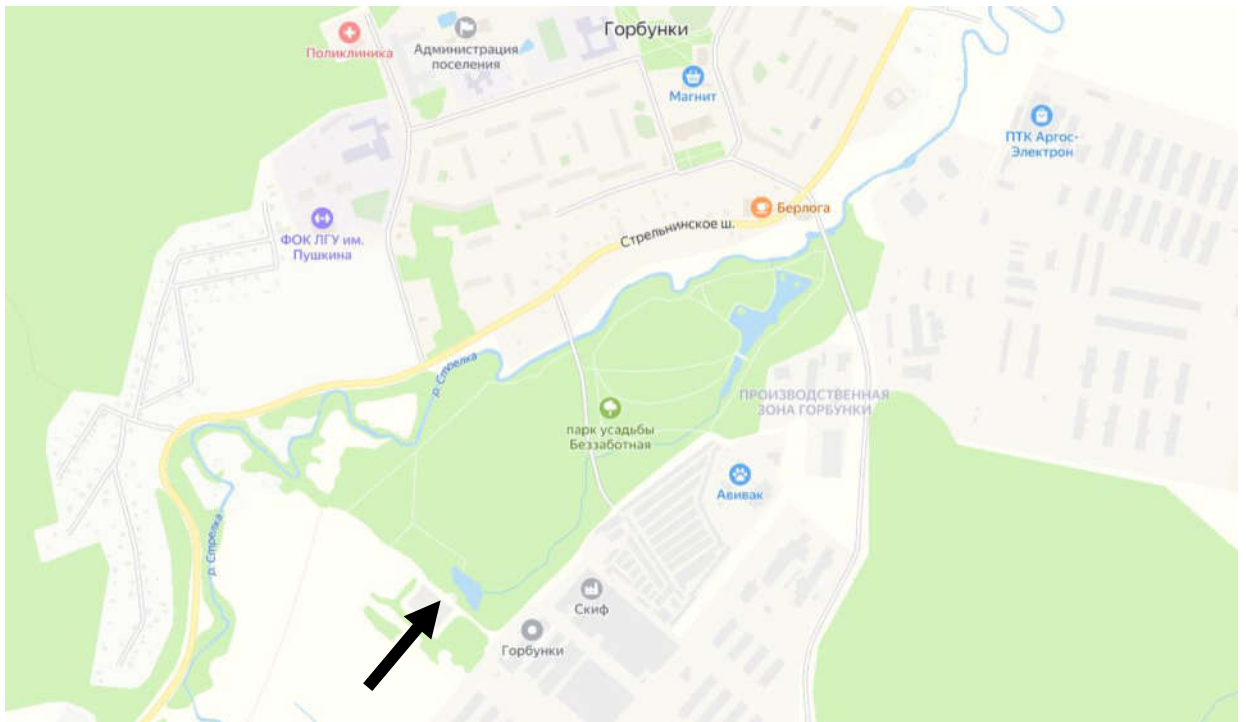 Горбунки
Поликлиника
Администрация
поселения
Магнит
ПТК Аргос-
Электрон
Берлога
ФОК ЛГУ им.
Пушкина
Стрельнинское ш.
р. Стрелка
ПРОИЗВОДСТВЕННАЯ
ЗОНА ГОРБУНКИ
парк усадьбы
Беззаботная
Авивак
р. Стрелка
Скиф
Горбунки